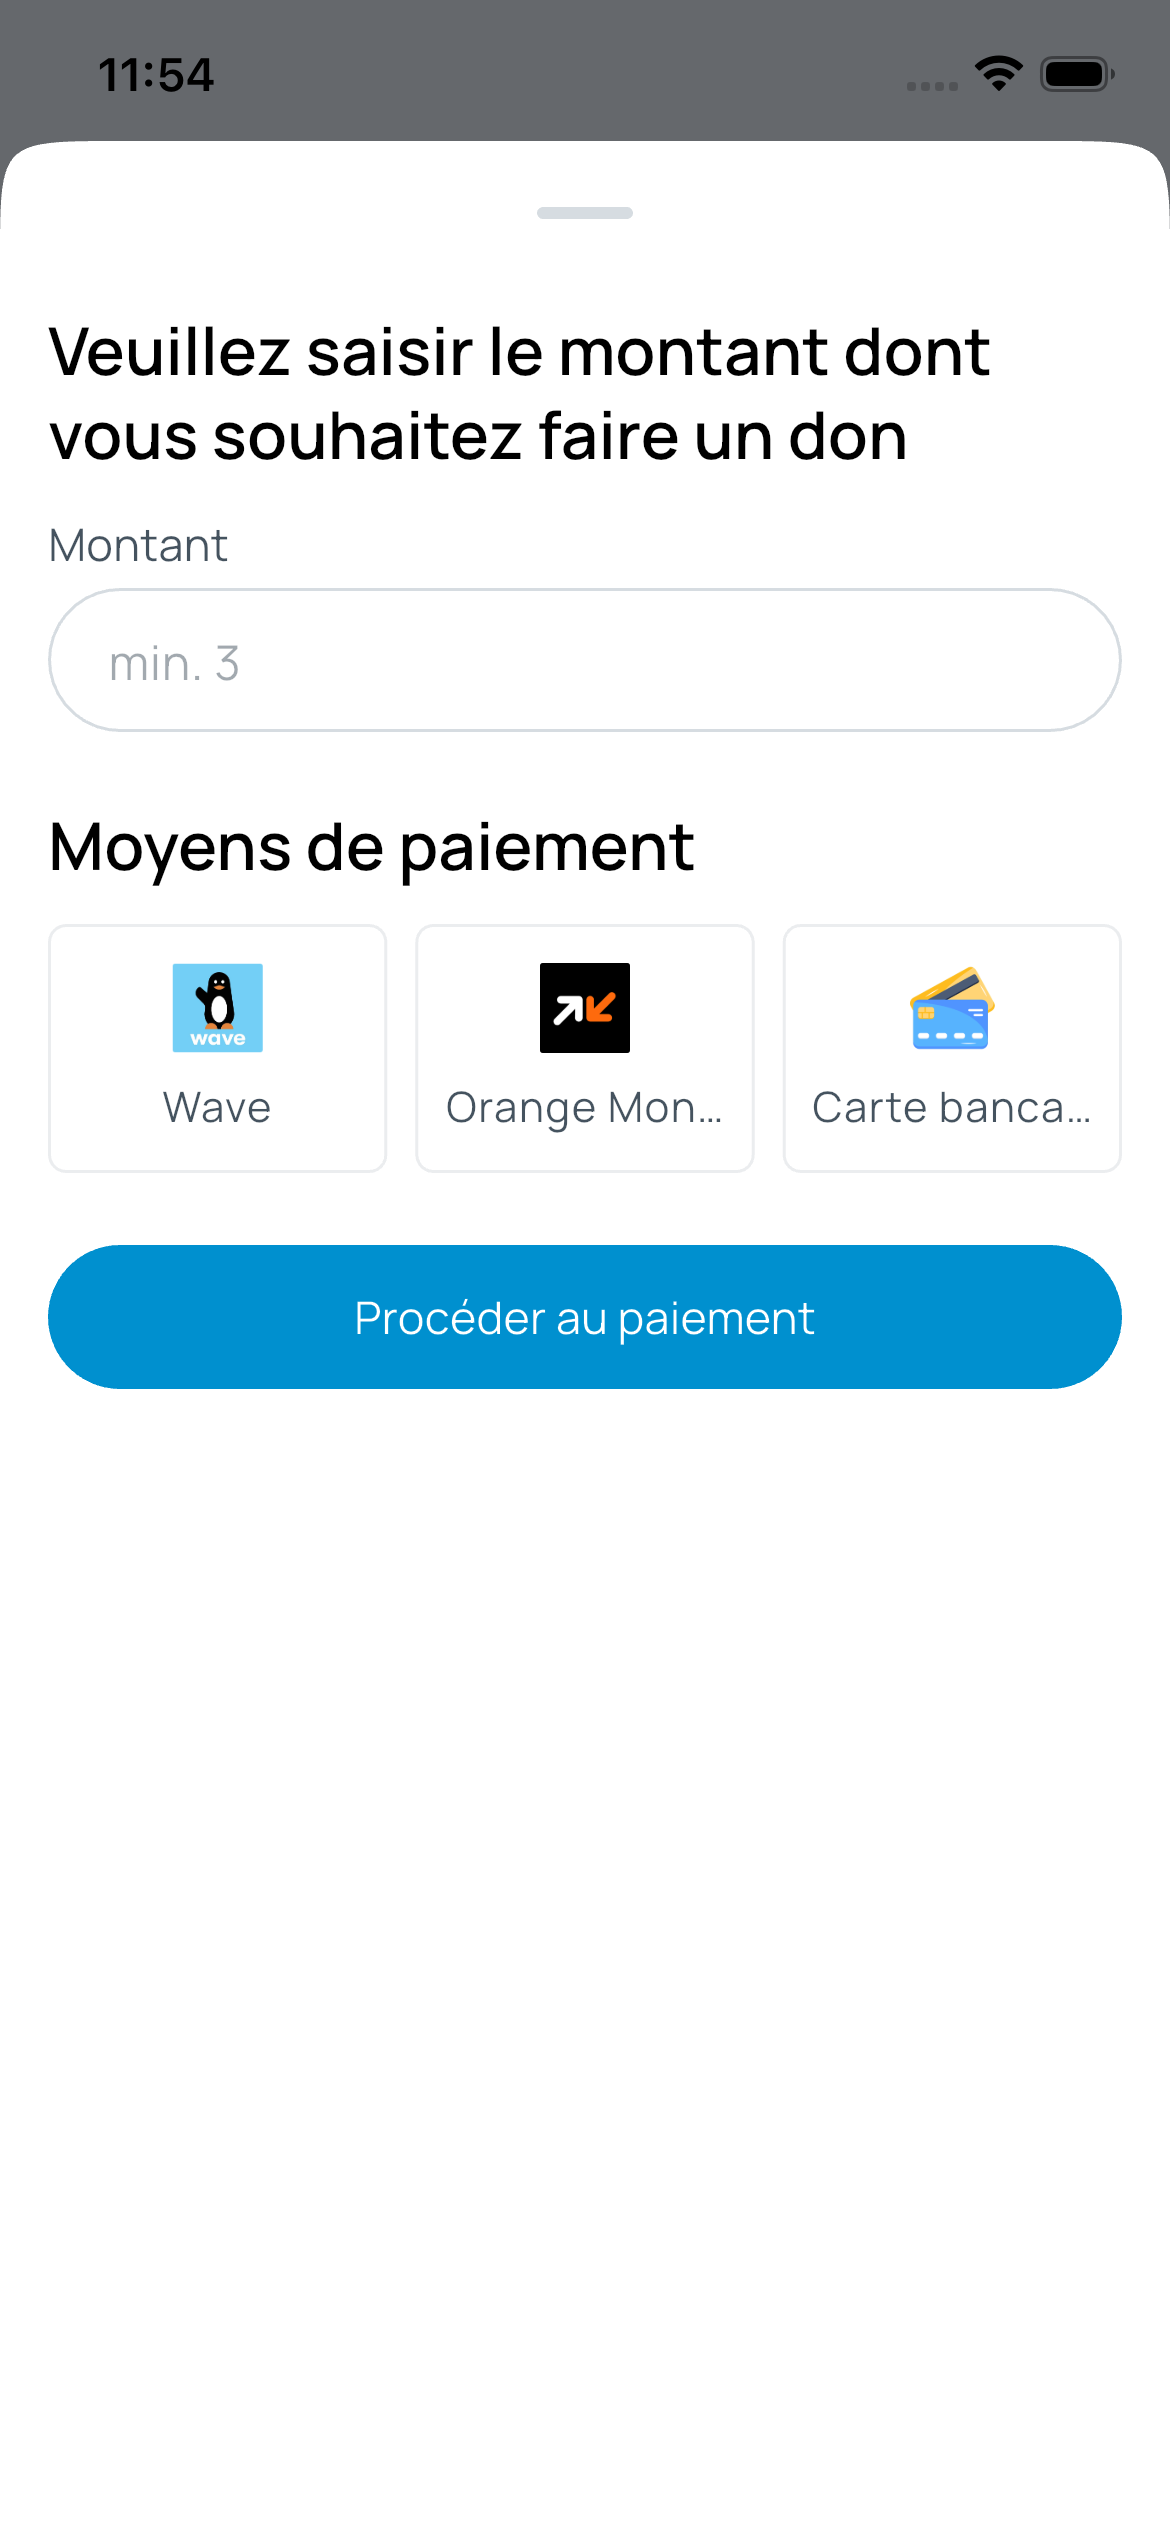 11:54
Veuillez saisir le montant dont
vous souhaitez faire un don
Montant
min. 3
Moyens de paiement
wave
Wave
Orange Mon...
Carte banca...
Procéder au paiement